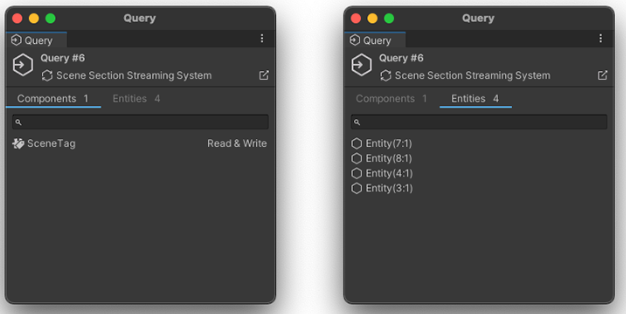 Query
Query
Query #6
Scene Section Streaming System
Components 1 Entities 4
SceneTag Read & Write
Query
Query
Query #6
Scene Section Streaming System
Components 1 Entities 4
Entity(7:1)
Entity(8:1)
Entity(4:1)
Entity(3:1)